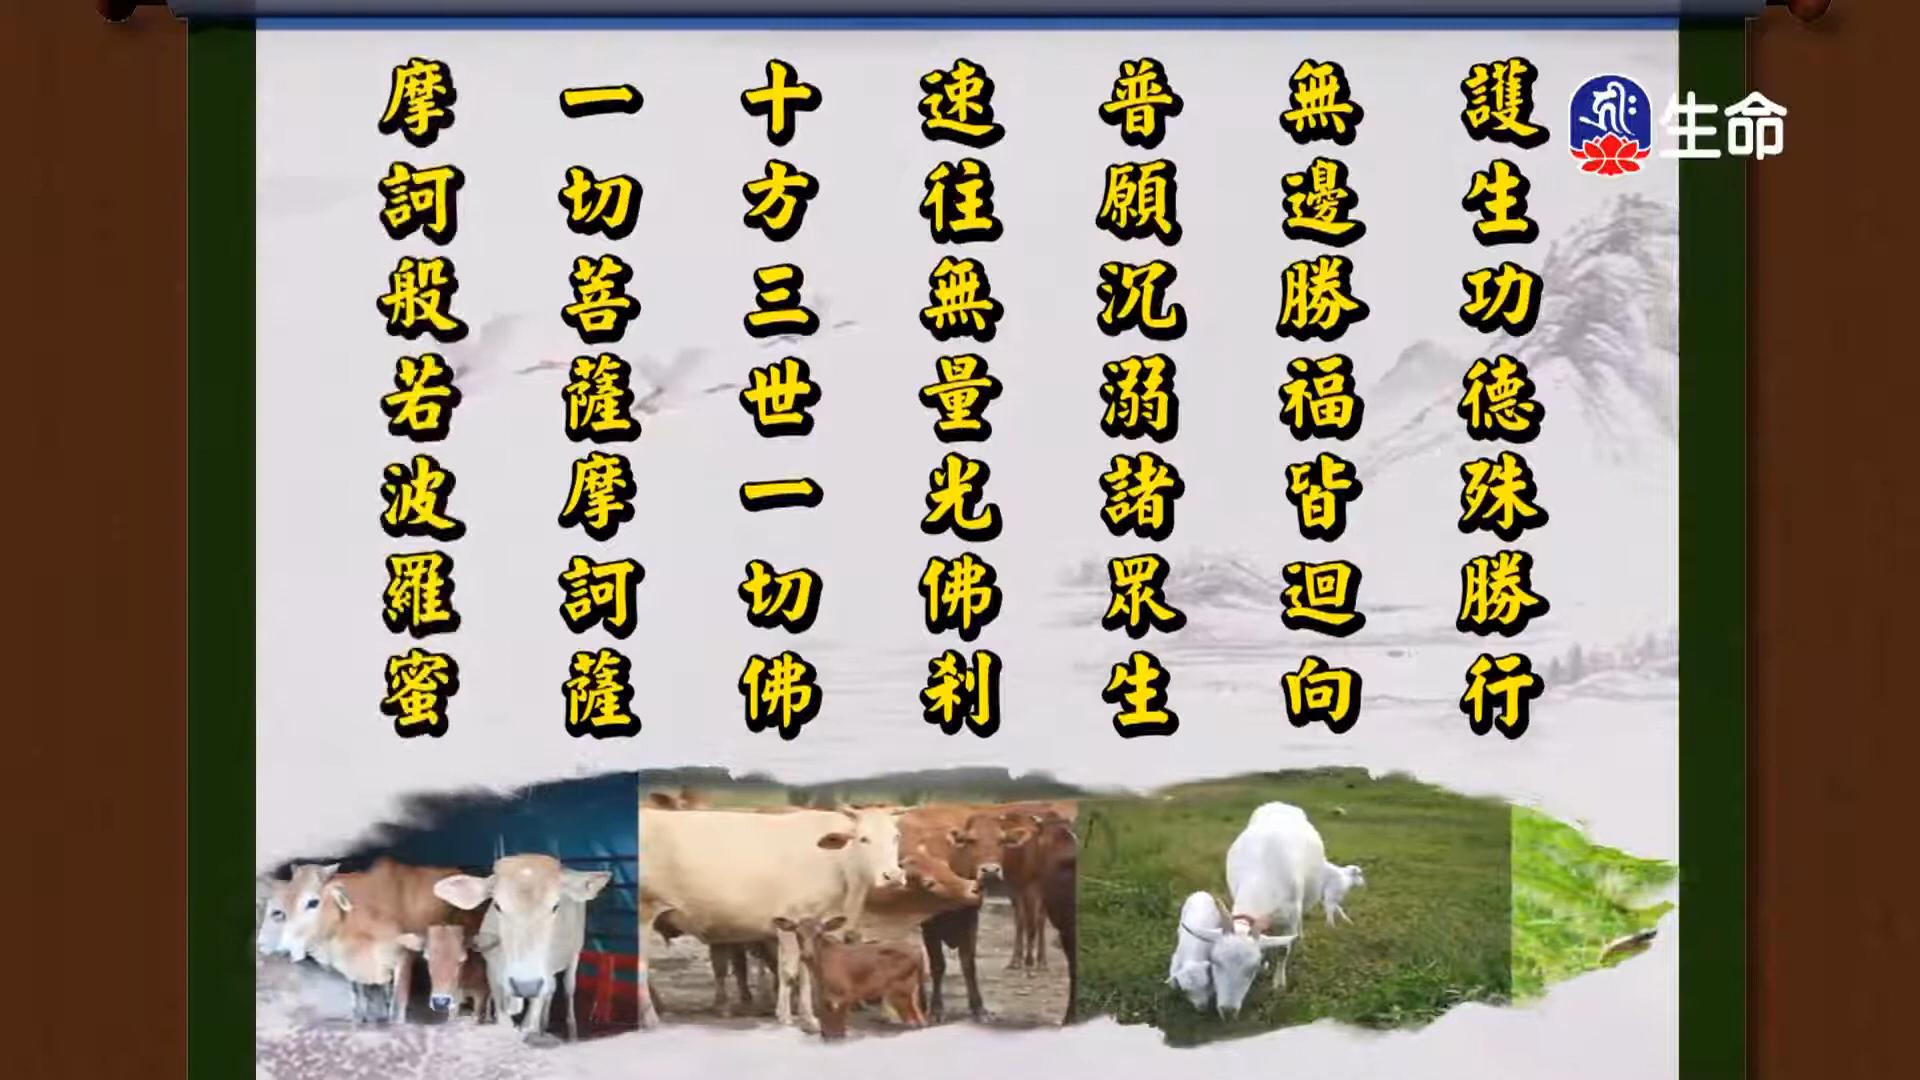 護生功德殊勝行
無邊勝福皆迴向
普願沉溺諸眾生
速往無量光佛剎
十方三世一切佛
一切菩薩摩訶薩
摩訶般若波羅蜜
生命